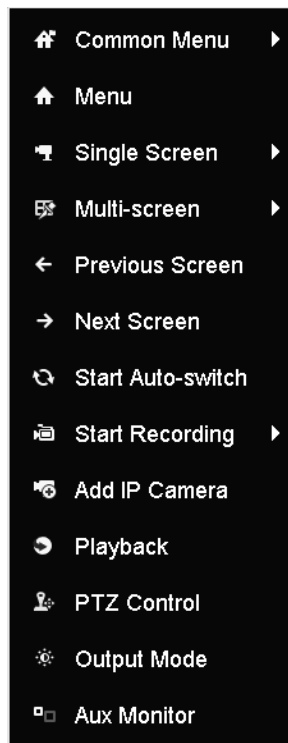 Common Menu
Menu
Single Screen
Multi-screen
Previous Screen
Next Screen
Start Auto-switch
Start Recording
Add IP Camera
Playback
PTZ Control
Output Mode
Aux Monitor